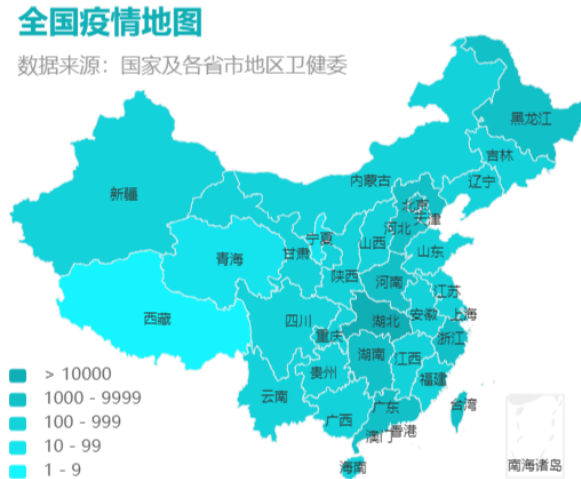 全国疫情地图
数据来源：国家及各省市地区卫健委
黑龙江
吉林
辽宁
内蒙古
新疆
北京
天津
河北
山西
宁夏
山东
青海
甘肃
陕西
河南
江苏
西藏
四川
湖北
安徽
上海
重庆
浙江
湖南
江西
贵州
福建
云南
广西
广东
台湾
香港
澳门
海南
南海诸岛
> 10000
1000 - 9999
100 - 999
10 - 99
1 - 9